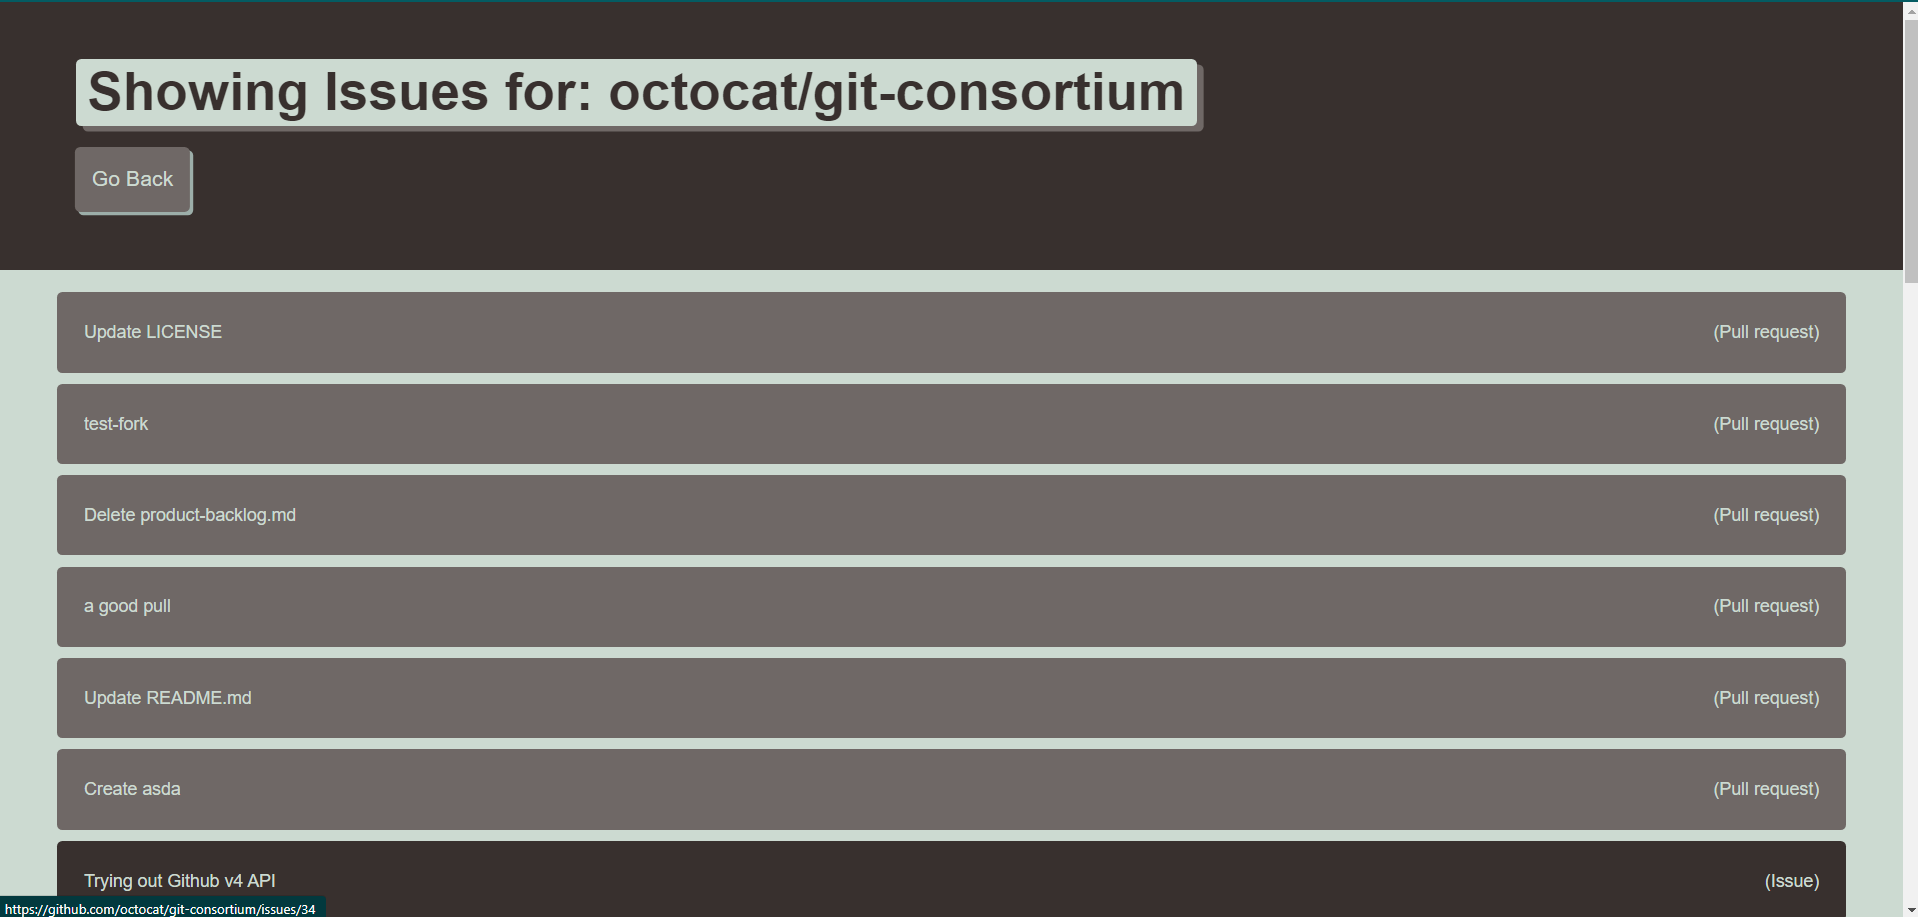 Showing Issues for: octocat/git-consortium
Go Back
Update LICENSE (Pull request)
test-fork (Pull request)
Delete product-backlog.md (Pull request)
a good pull (Pull request)
Update README.md (Pull request)
Create asda (Pull request)
Trying out Github v4 API (Issue)
https://github.com/octocat/git-consortium/issues/34